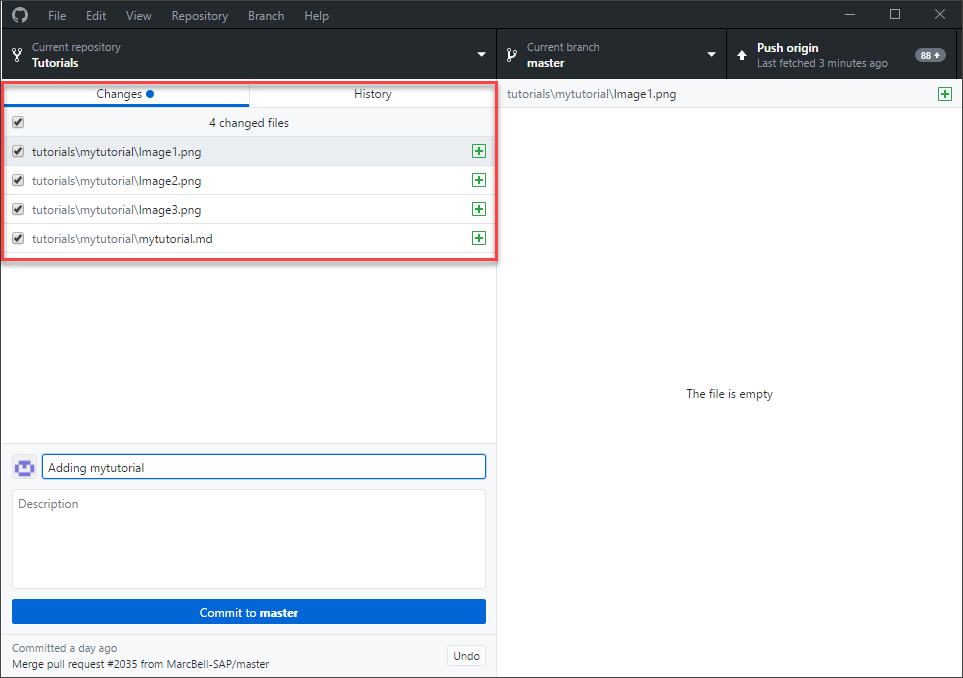 File Edit View Repository Branch Help
Current repository
Tutorials
Current branch
master
Push origin
Last fetched 3 minutes ago
88
Changes
History
tutorials\mytutorial\Image1.png
4 changed files
tutorials\mytutorial\Image1.png
tutorials\mytutorial\Image2.png
tutorials\mytutorial\Image3.png
tutorials\mytutorial\mytutorial.md
The file is empty
Adding mytutorial
Description
Commit to master
Committed a day ago
Merge pull request #2035 from MarcBell-SAP/master
Undo